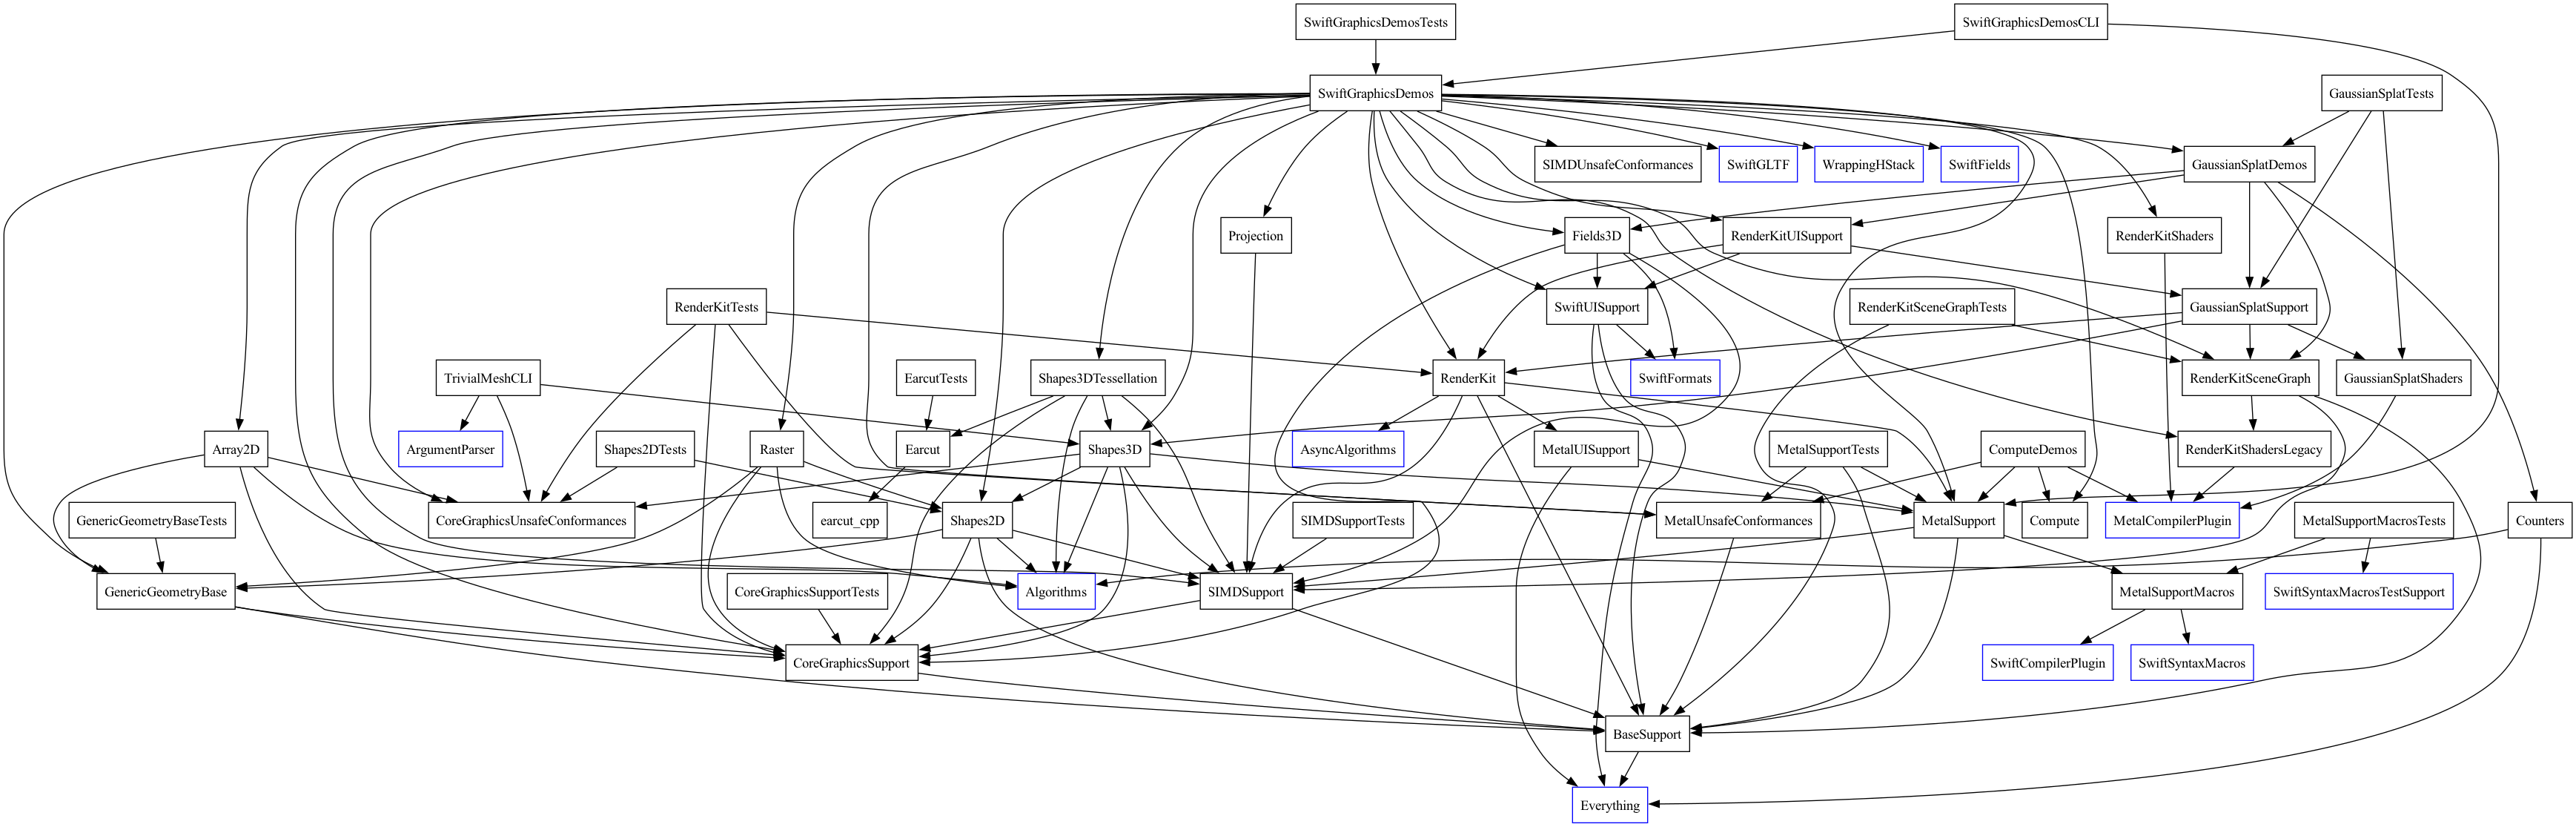 SwiftGraphicsDemosTests
SwiftGraphicsDemosCLI
SwiftGraphicsDemos
GaussianSplatTests
SIMDUnsafeConformances
SwiftGLTF
WrappingHStack
SwiftFields
GaussianSplatDemos
Projection
Fields3D
RenderKitUISupport
RenderKitShaders
RenderKitTests
SwiftUISupport
RenderKitSceneGraphTests
GaussianSplatSupport
TrivialMeshCLI
EarcutTests
Shapes3DTessellation
RenderKit
SwiftFormats
RenderKitSceneGraph
GaussianSplatShaders
Array2D
ArgumentParser
Shapes2DTests
Raster
Earcut
Shapes3D
AsyncAlgorithms
MetalUISupport
MetalSupportTests
ComputeDemos
RenderKitShadersLegacy
GenericGeometryBaseTests
CoreGraphicsUnsafeConformances
earcut_cpp
Shapes2D
SIMDSupportTests
MetalUnsafeConformances
MetalSupport
Compute
MetalCompilerPlugin
MetalSupportMacrosTests
Counters
GenericGeometryBase
CoreGraphicsSupportTests
Algorithms
SIMDSupport
MetalSupportMacros
SwiftSyntaxMacrosTestSupport
CoreGraphicsSupport
SwiftCompilerPlugin
SwiftSyntaxMacros
BaseSupport
Everything